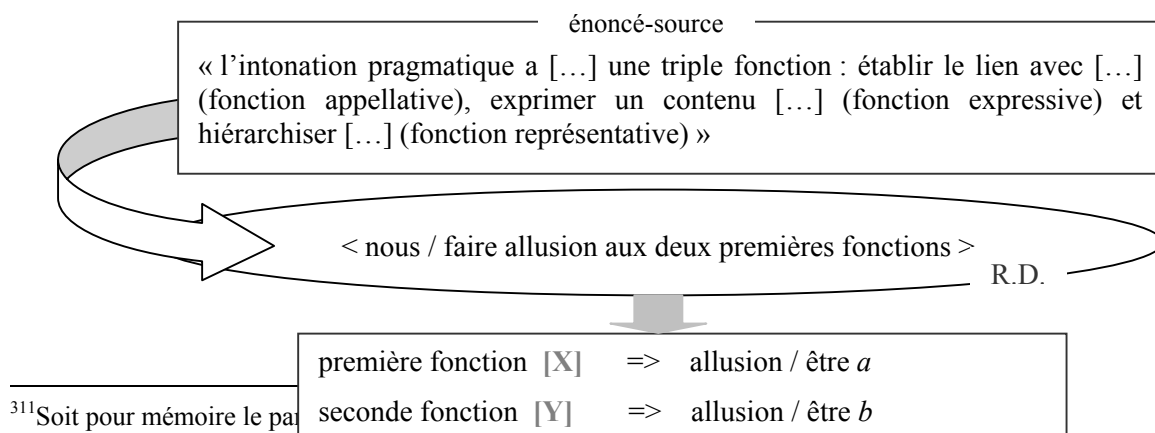 énoncé-source
« l'intonation pragmatique a […] une triple fonction : établir le lien avec […]
(fonction appellative), exprimer un contenu […] (fonction expressive) et
hiérarchiser […] (fonction représentative) »
< nous / faire allusion aux deux premières fonctions >
R.D.
première fonction [X] => allusion / être a
seconde fonction [Y] => allusion / être b
311Soit pour mémoire le